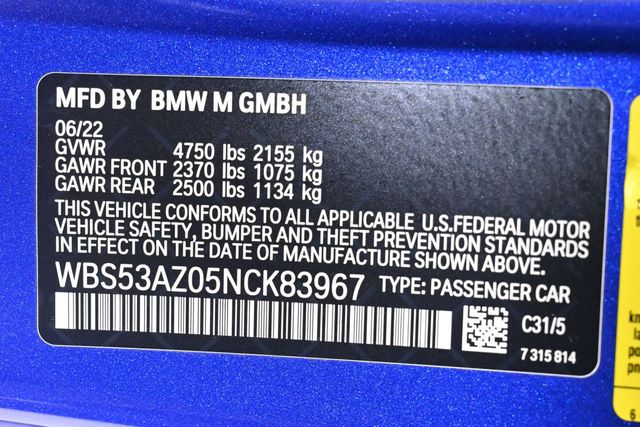 MFD BY BMW M GMBH
06/22
GVWR 4750 lbs 2155 kg
GAWR FRONT 2370 lbs 1075 kg
GAWR REAR 2500 lbs 1134 kg
THIS VEHICLE CONFORMS TO ALL APPLICABLE U.S.FEDERAL MOTOR
VEHICLE SAFETY, BUMPER AND THEFT PREVENTION STANDARDS
IN EFFECT ON THE DATE OF MANUFACTURE SHOWN ABOVE.
WBS53AZ05NCK83967 TYPE: PASSENGER CAR
C31/5
7 315 814